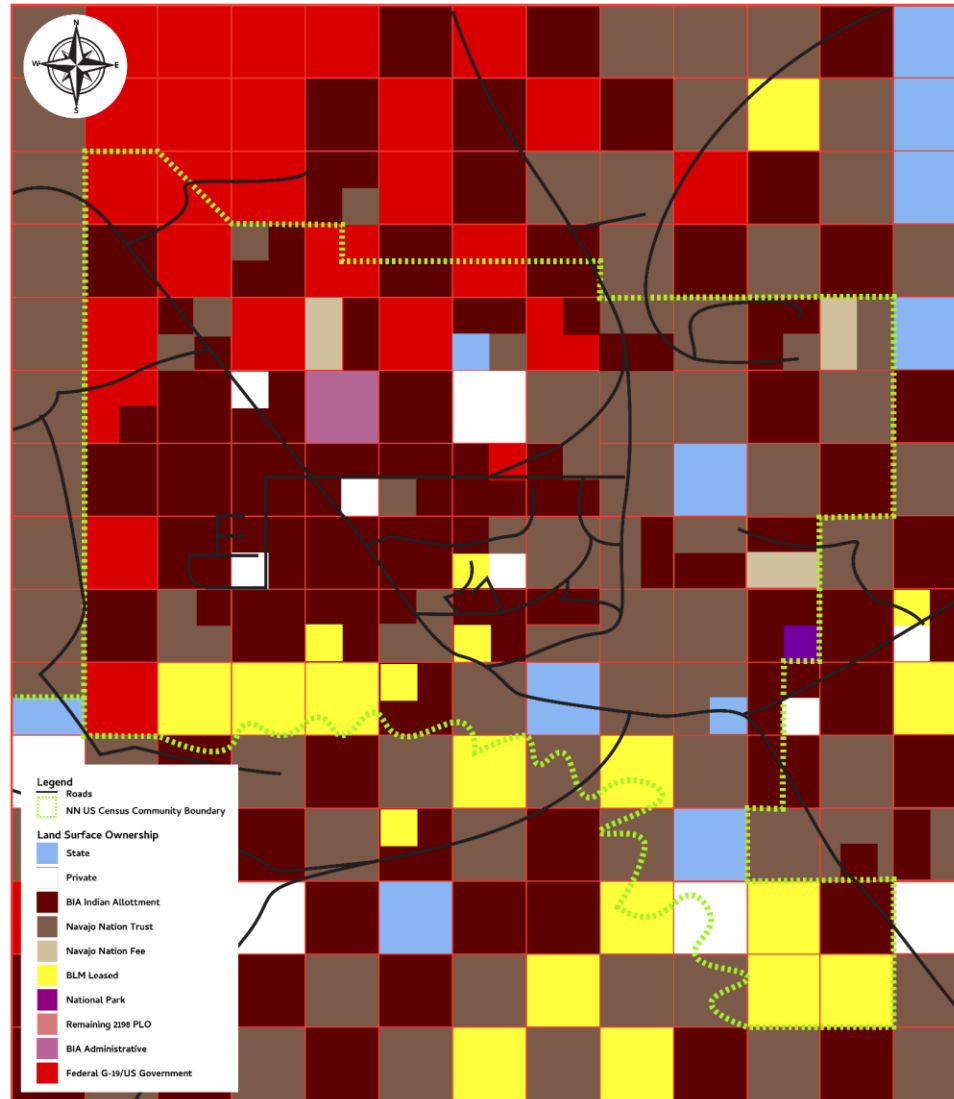 N
W
E
S
Legend
Roads
NN US Census Community Boundary
Land Surface Ownership
State
Private
BIA Indian Allottment
Navajo Nation Trust
Navajo Nation Fee
BLM Leased
National Park
Remaining 2198 PLO
BIA Administrative
Federal G-19/US Government